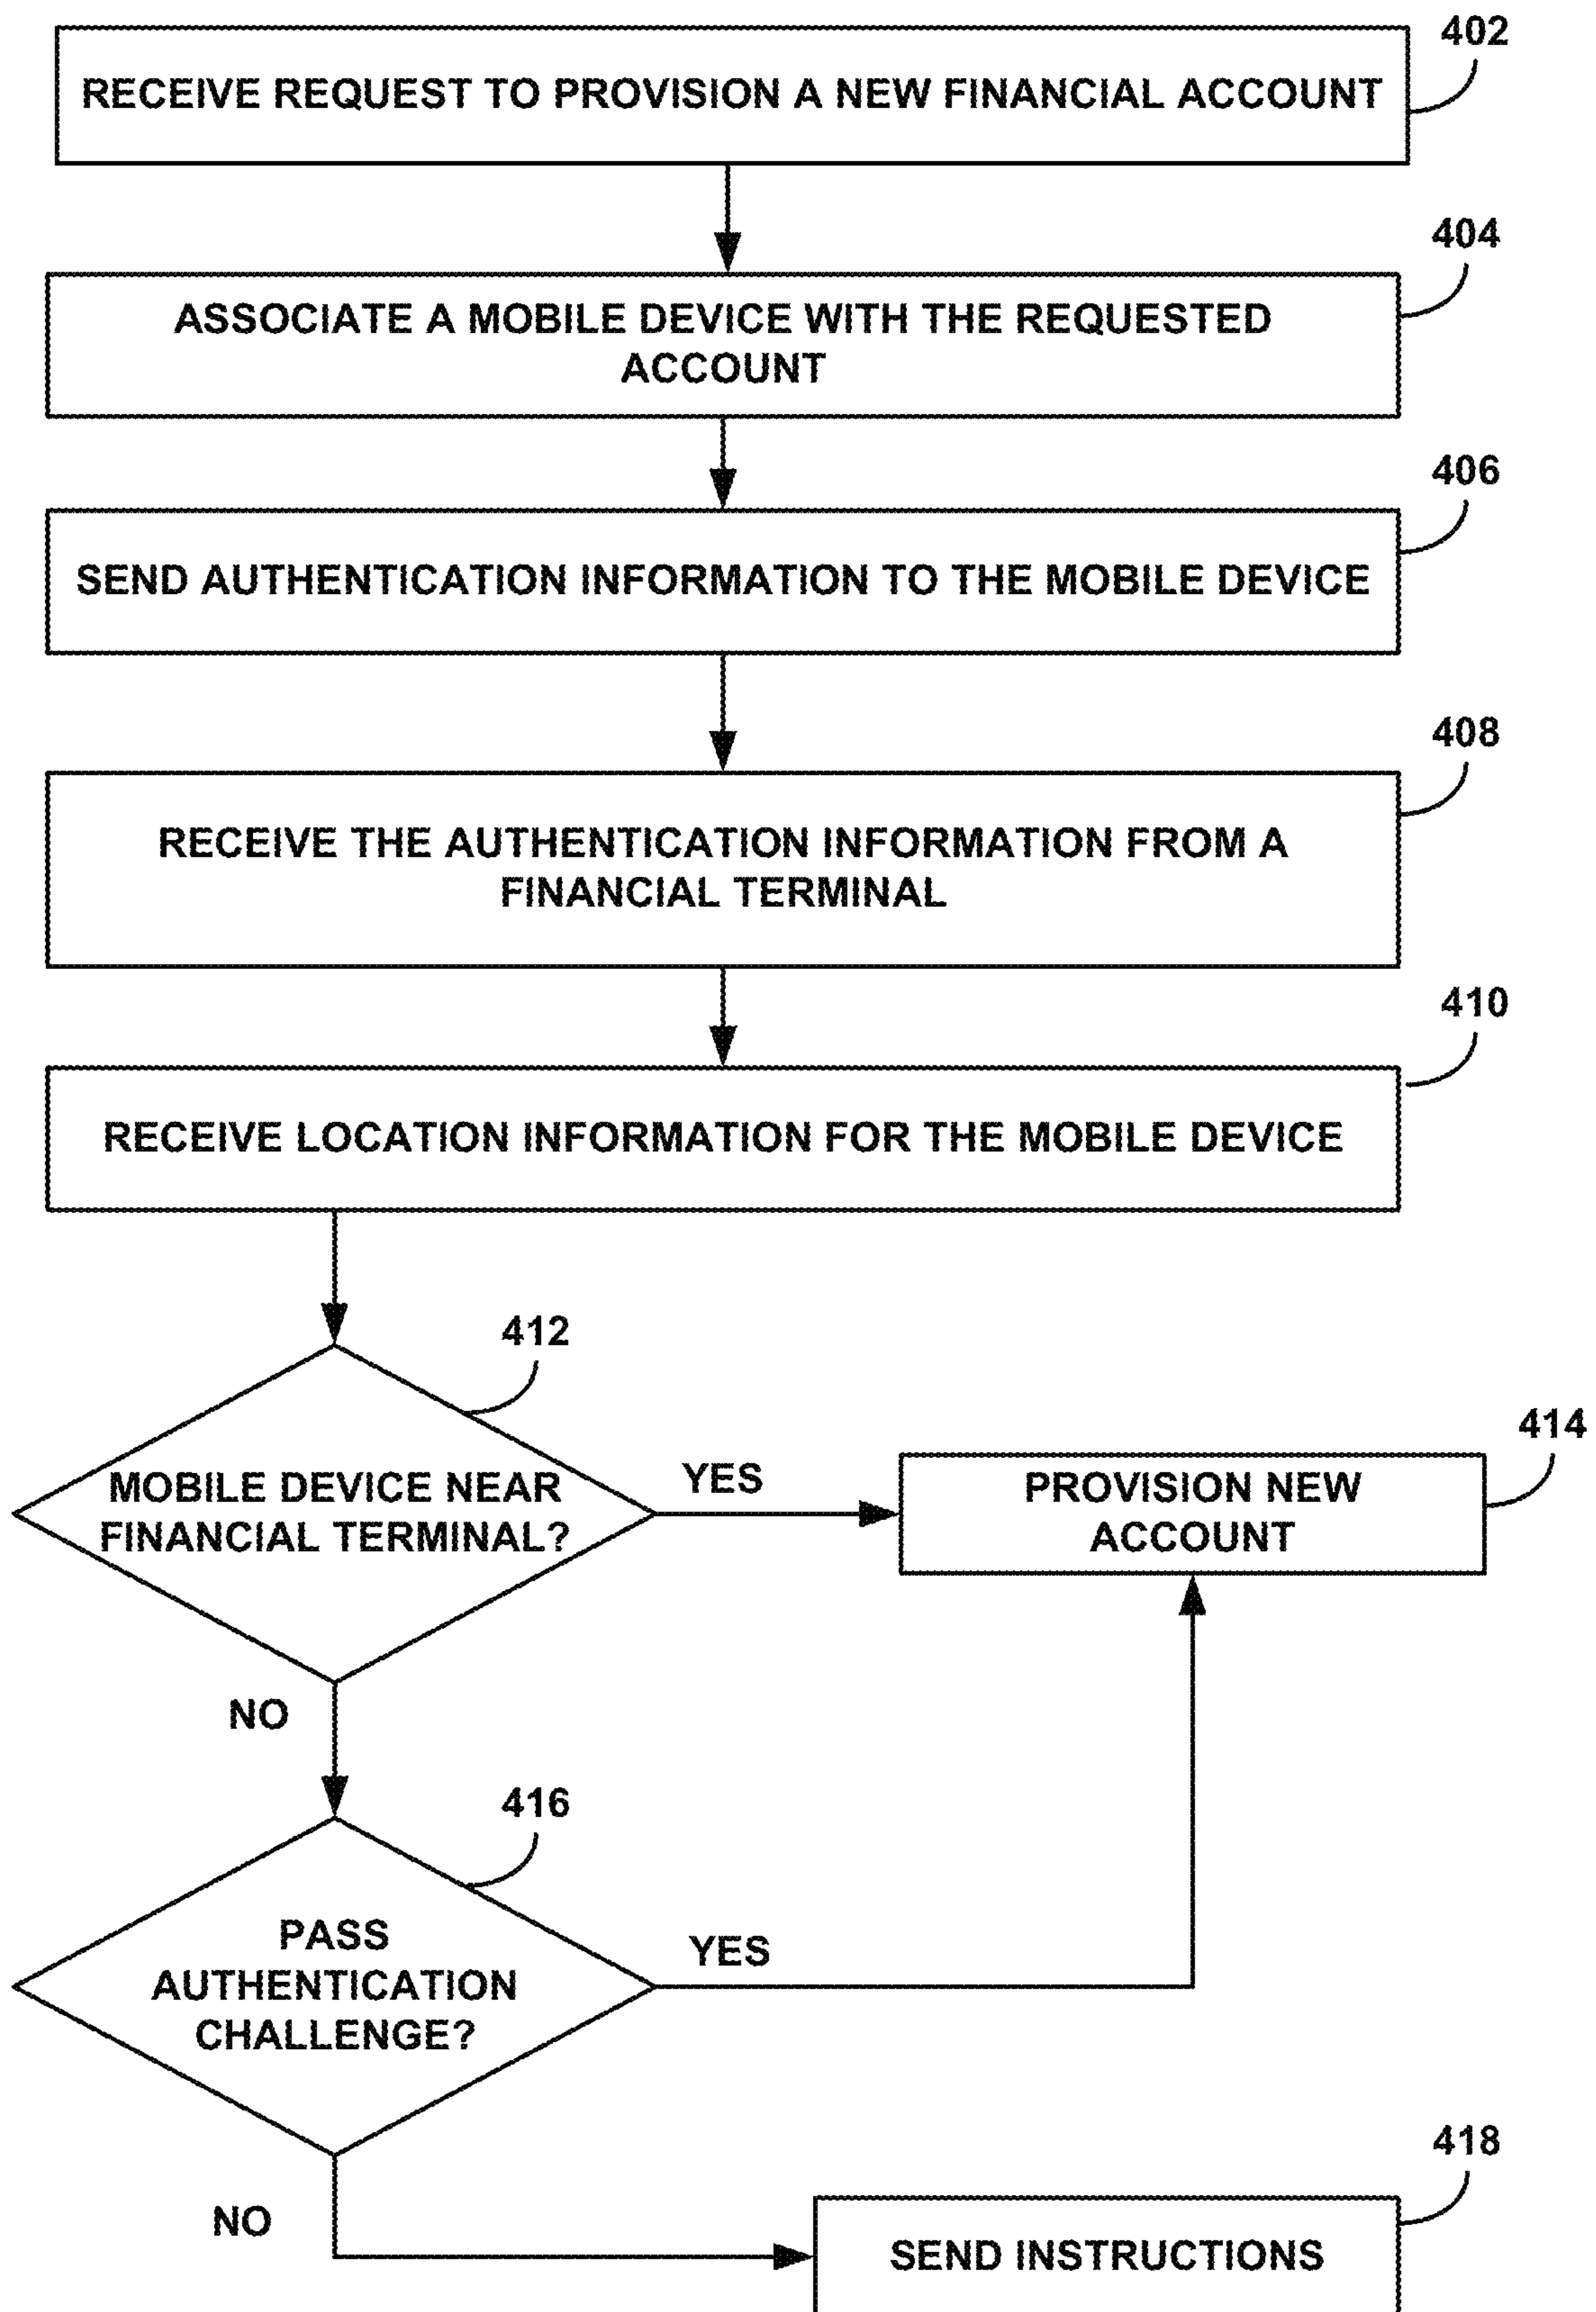 402
RECEIVE REQUEST TO PROVISION A NEW FINANCIAL ACCOUNT
404
ASSOCIATE A MOBILE DEVICE WITH THE REQUESTED
ACCOUNT
406
SEND AUTHENTICATION INFORMATION TO THE MOBILE DEVICE
408
RECEIVE THE AUTHENTICATION INFORMATION FROM A
FINANCIAL TERMINAL
410
RECEIVE LOCATION INFORMATION FOR THE MOBILE DEVICE
412
MOBILE DEVICE NEAR
FINANCIAL TERMINAL?
YES
414
PROVISION NEW
ACCOUNT
NO
416
PASS
AUTHENTICATION
CHALLENGE?
YES
NO
418
SEND INSTRUCTIONS